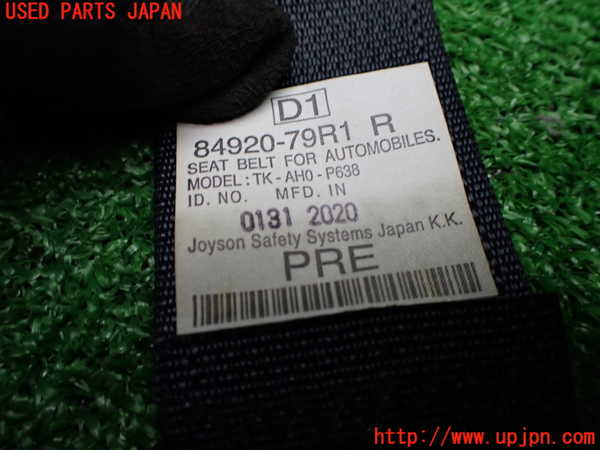 USED PARTS JAPAN
D1
84920-79R1 R
SEAT BELT FOR AUTOMOBILES.
MODEL:TK-AH0-P638
ID. NO. MFD. IN
0131 2020
Joyson Safety Systems Japan K.K.
PRE
http://www.upjpn.com/